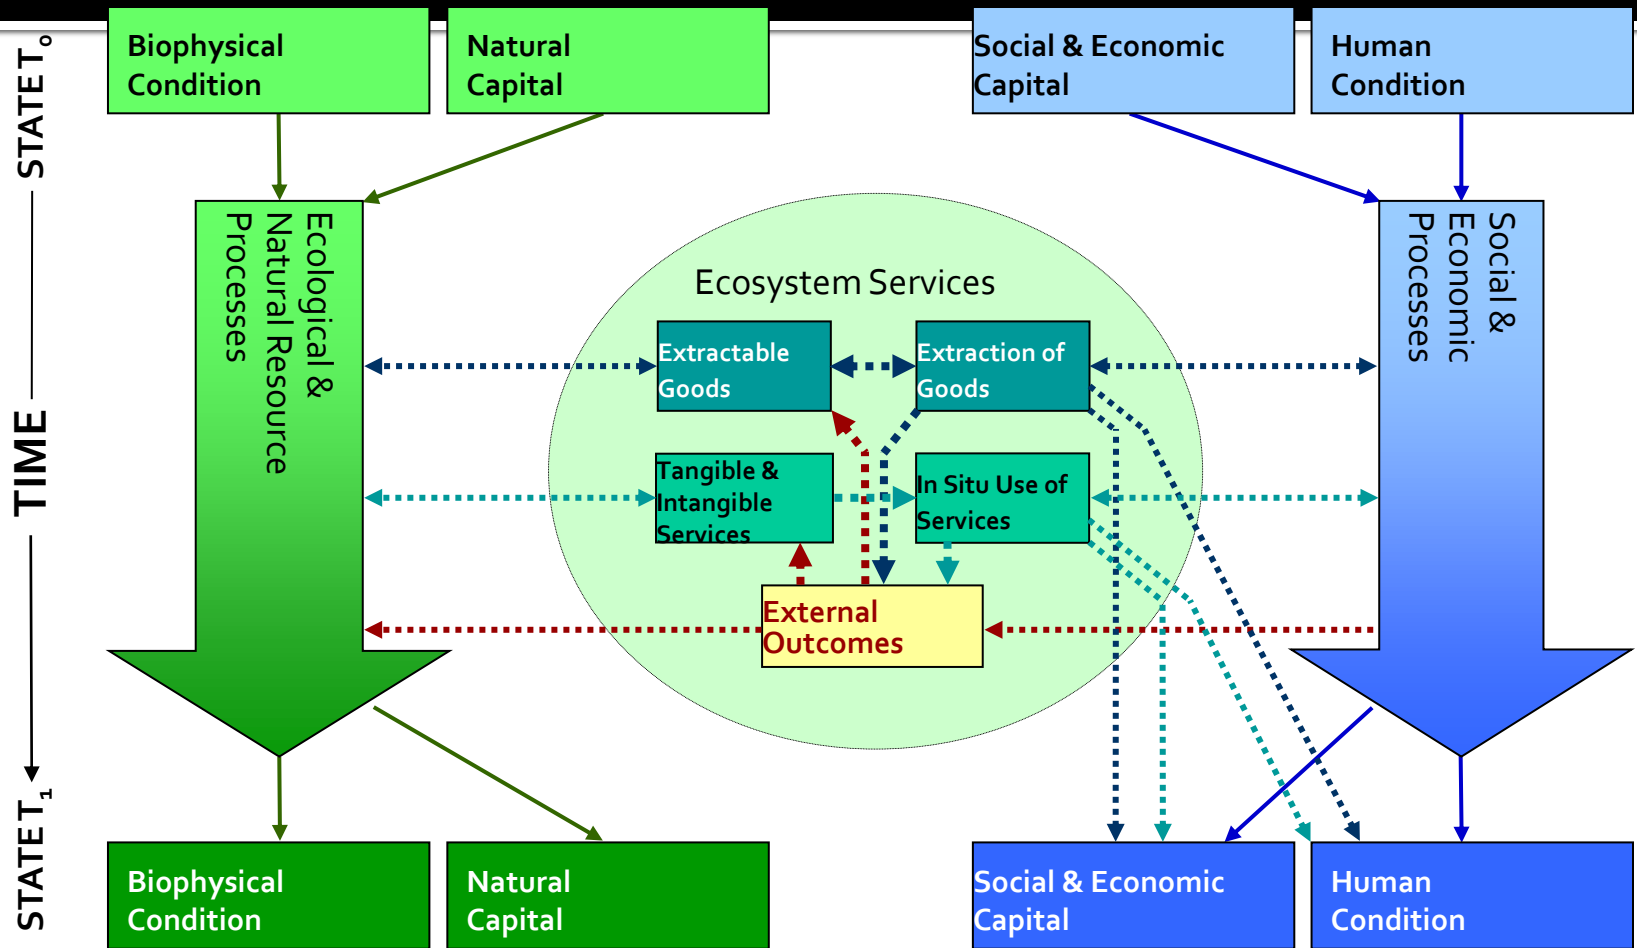 Biophysical
Condition
Natural
Capital
Social & Economic
Capital
Human
Condition
STATE T₀
TIME
STATE T₁
Ecological &
Natural Resource
Processes
Social &
Economic
Processes
Ecosystem Services
Extractable
Goods
Extraction of
Goods
Tangible &
Intangible
Services
In Situ Use of
Services
External
Outcomes
Biophysical
Condition
Natural
Capital
Social & Economic
Capital
Human
Condition